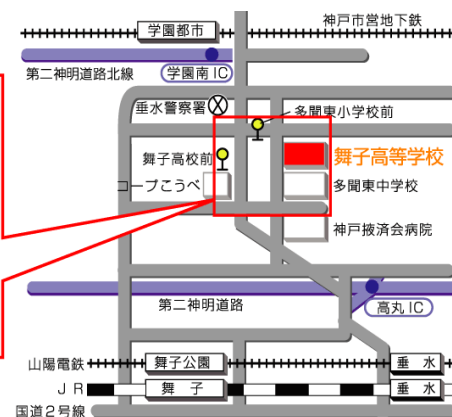 神戸市営地下鉄
学園都市
第二神明道路北線
学園南 IC
垂水警察署
多聞東小学校前
舞子高校前
舞子高等学校
コープこうべ
多聞東中学校
神戸掖済会病院
第二神明道路
高丸 IC
山陽電鉄
舞子公園
垂 水
J R
舞 子
垂 水
国道2号線